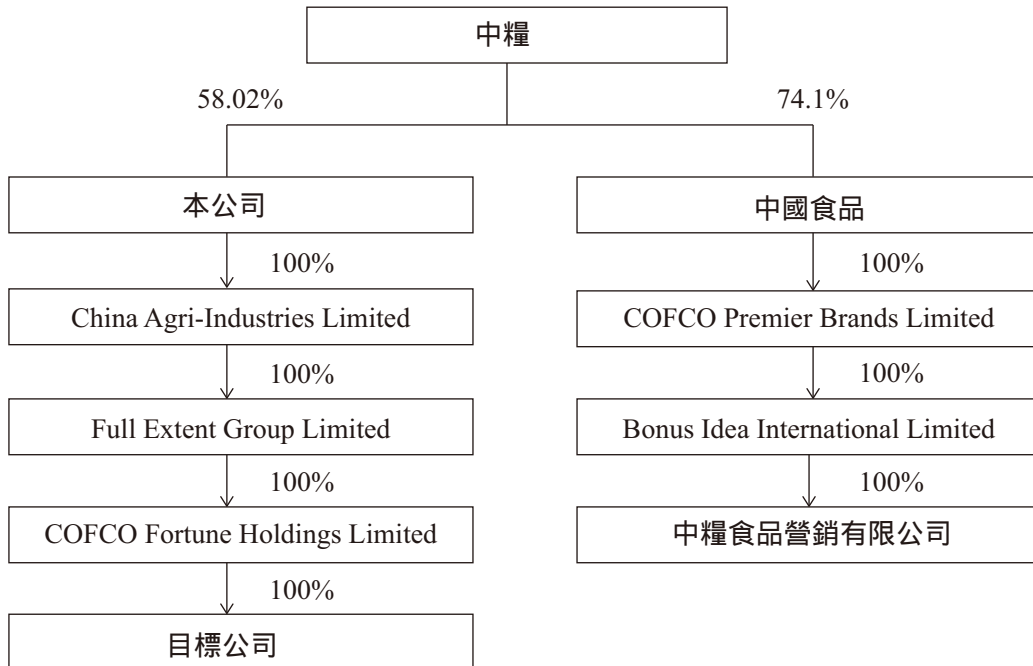 中糧
58.02%
74.1%
本公司
中國食品
100%
100%
China Agri-Industries Limited
COFCO Premier Brands Limited
100%
100%
Full Extent Group Limited
Bonus Idea International Limited
100%
100%
COFCO Fortune Holdings Limited
中糧食品營銷有限公司
100%
目標公司